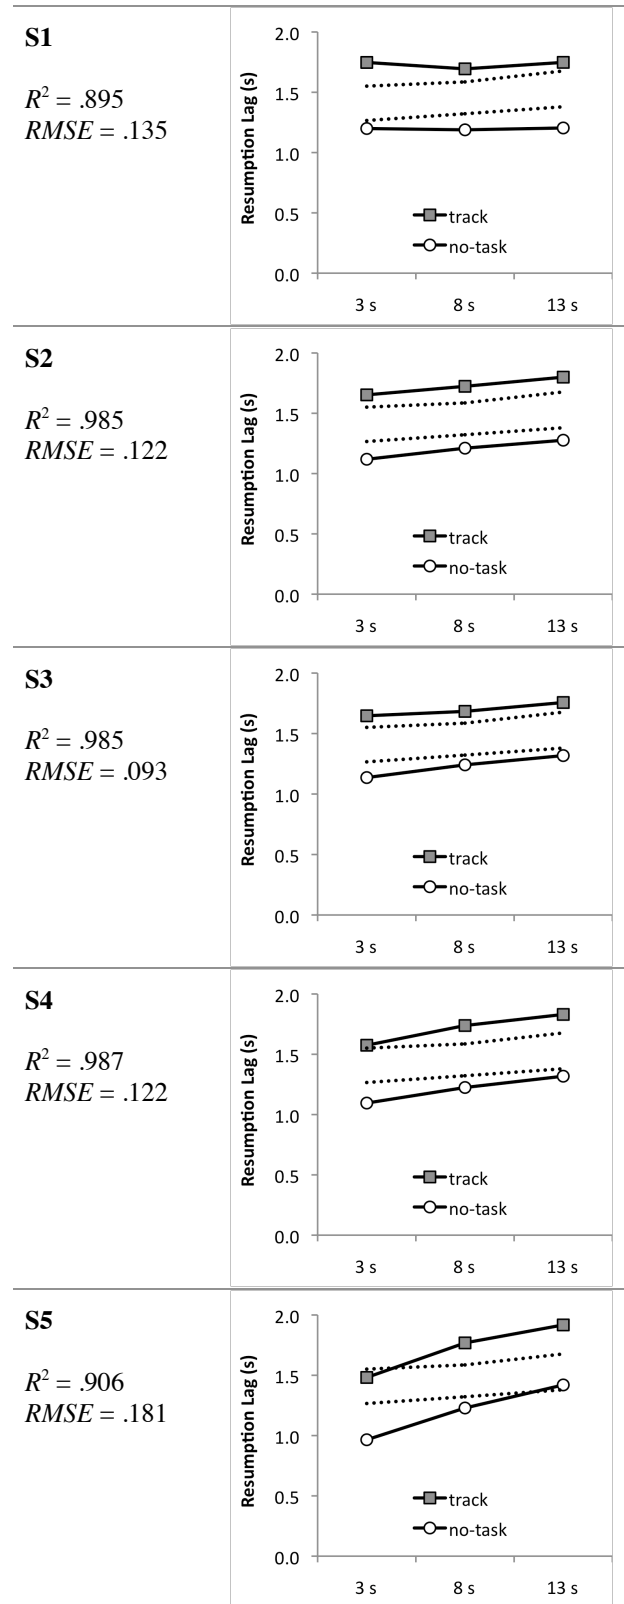 S1
R² = .895
RMSE = .135
Resumption Lag (s)
2.0
1.5
1.0
0.5
0.0
track
no-task
3 s 8 s 13 s
S2
R² = .985
RMSE = .122
Resumption Lag (s)
2.0
1.5
1.0
0.5
0.0
track
no-task
3 s 8 s 13 s
S3
R² = .985
RMSE = .093
Resumption Lag (s)
2.0
1.5
1.0
0.5
0.0
track
no-task
3 s 8 s 13 s
S4
R² = .987
RMSE = .122
Resumption Lag (s)
2.0
1.5
1.0
0.5
0.0
track
no-task
3 s 8 s 13 s
S5
R² = .906
RMSE = .181
Resumption Lag (s)
2.0
1.5
1.0
0.5
0.0
track
no-task
3 s 8 s 13 s